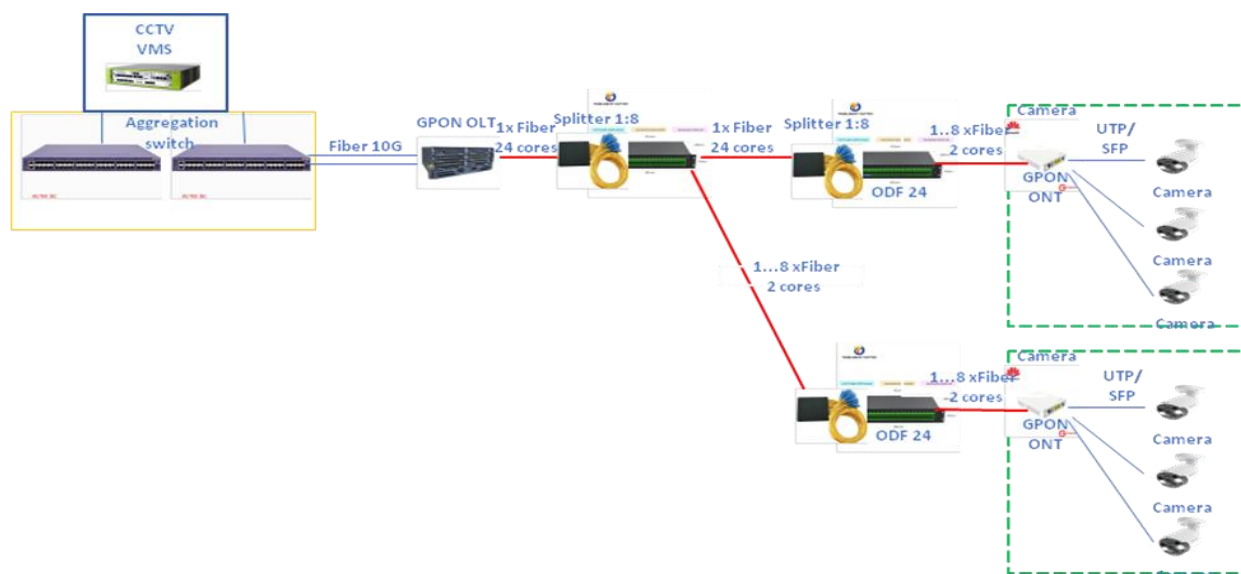 CCTV
VMS
Aggregation
switch
Fiber 10G
GPON OLT
1x Fiber
24 cores
Splitter 1:8
1x Fiber
24 cores
Splitter 1:8
ODF 24
1..8 xFiber
2 cores
Camera
GPON
ONT
UTP/
SFP
Camera
Camera
Camera
1...8 xFiber
2 cores
ODF 24
1...8 xFiber
2 cores
Camera
GPON
ONT
UTP/
SFP
Camera
Camera